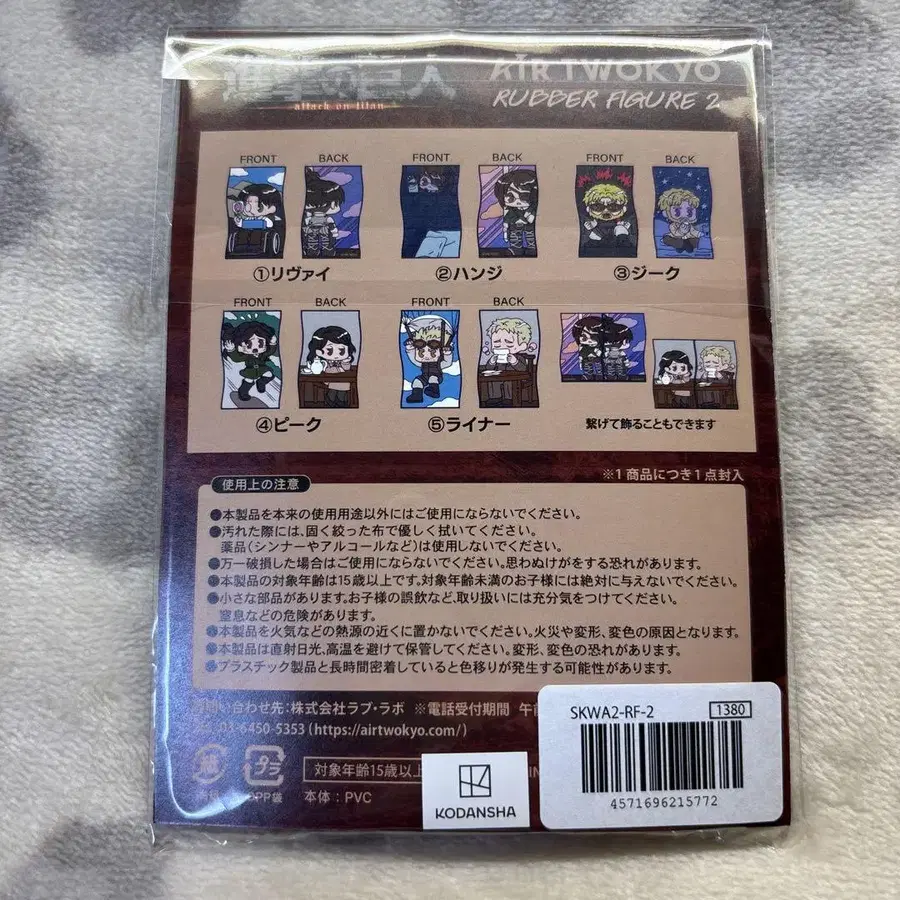 進撃の巨人
attack on titan
AIRTWOKYO
RUBBER FIGURE 2
FRONT BACK FRONT BACK FRONT BACK
①リヴァイ ②ハンジ ③ジーク
FRONT BACK FRONT BACK
④ピーク ⑤ライナー 繋げて飾ることもできます
※1商品につき1点封入
使用上の注意
●本製品を本来の使用用途以外にはご使用にならないでください。
●汚れた際には、固く絞った布で優しく拭いてください。
薬品(シンナーやアルコールなど)は使用しないでください。
●万一破損した場合はご使用にならないでください。思わぬけがをする恐れがあります。
●本製品の対象年齢は15歳以上です。対象年齢未満のお子様には絶対に与えないでください。
●小さな部品があります。お子様の誤飲など、取り扱いには充分気をつけてください。
窒息などの危険があります。
●本製品を火気などの熱源の近くに置かないでください。火災や変形、変色の原因となります。
●本製品は直射日光、高温を避けて保管してください。変形、変色の恐れがあります。
●プラスチック製品と長時間密着していると色移りが発生する可能性があります。
お問い合わせ先:株式会社ラブ・ラボ ※電話受付期間 午前
03-6450-5353 (https://airtwokyo.com/)
SKWA2-RF-2 1380
4571696215772
プラ
対象年齢15歳以上
OPP袋 本体:PVC
KODANSHA